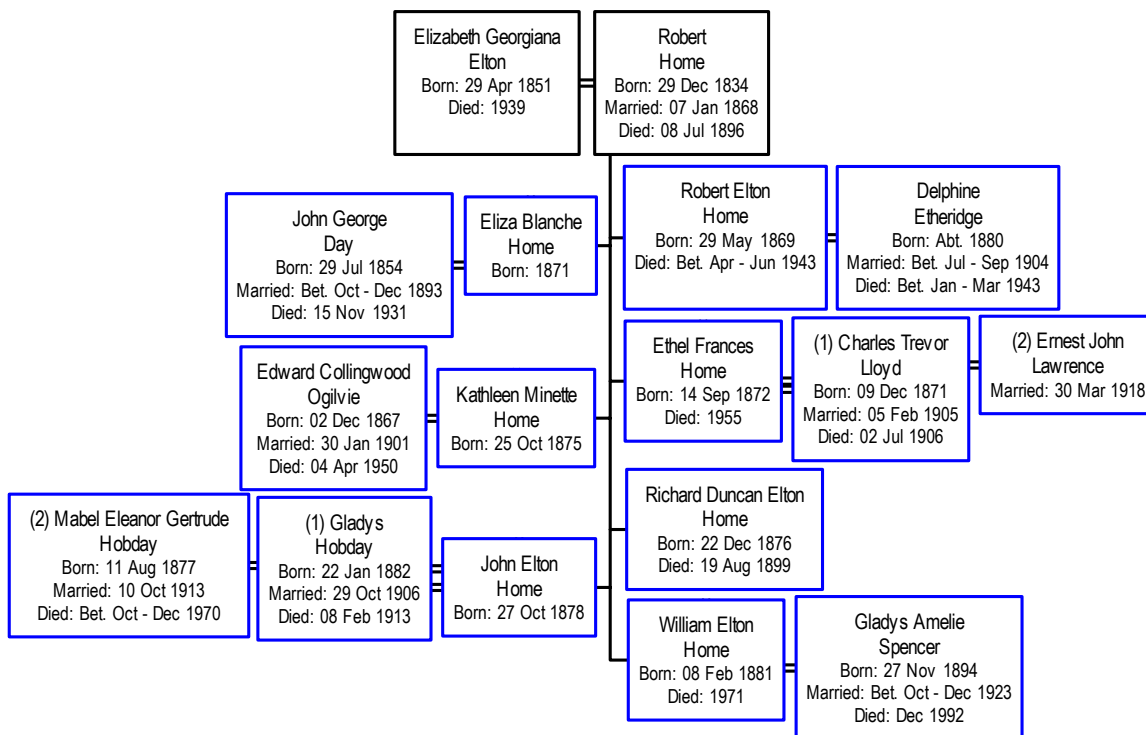 Elizabeth Georgiana
Elton
Born: 29 Apr 1851
Died: 1939
Robert
Home
Born: 29 Dec 1834
Married: 07 Jan 1868
Died: 08 Jul 1896
John George
Day
Born: 29 Jul 1854
Married: Bet. Oct - Dec 1893
Died: 15 Nov 1931
Eliza Blanche
Home
Born: 1871
Robert Elton
Home
Born: 29 May 1869
Died: Bet. Apr - Jun 1943
Delphine
Etheridge
Born: Abt. 1880
Married: Bet. Jul - Sep 1904
Died: Bet. Jan - Mar 1943
Edward Collingwood
Ogilvie
Born: 02 Dec 1867
Married: 30 Jan 1901
Died: 04 Apr 1950
Kathleen Minette
Home
Born: 25 Oct 1875
Ethel Frances
Home
Born: 14 Sep 1872
Died: 1955
(1) Charles Trevor
Lloyd
Born: 09 Dec 1871
Married: 05 Feb 1905
Died: 02 Jul 1906
(2) Ernest John
Lawrence
Married: 30 Mar 1918
Richard Duncan Elton
Home
Born: 22 Dec 1876
Died: 19 Aug 1899
(2) Mabel Eleanor Gertrude
Hobday
Born: 11 Aug 1877
Married: 10 Oct 1913
Died: Bet. Oct - Dec 1970
(1) Gladys
Hobday
Born: 22 Jan 1882
Married: 29 Oct 1906
Died: 08 Feb 1913
John Elton
Home
Born: 27 Oct 1878
William Elton
Home
Born: 08 Feb 1881
Died: 1971
Gladys Amelie
Spencer
Born: 27 Nov 1894
Married: Bet. Oct - Dec 1923
Died: Dec 1992